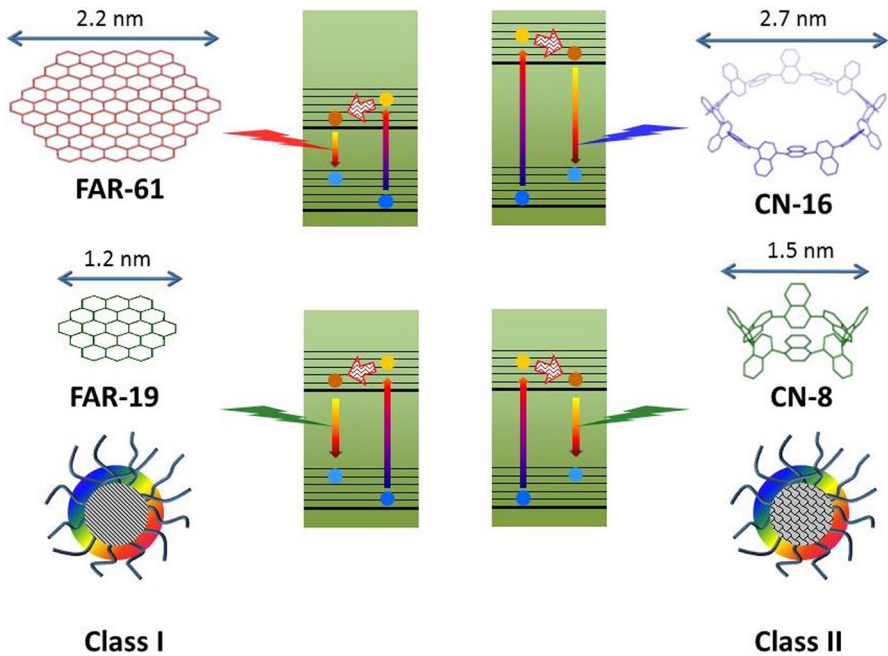 2.2 nm
2.7 nm
FAR-61
CN-16
1.2 nm
1.5 nm
FAR-19
CN-8
Class I
Class II